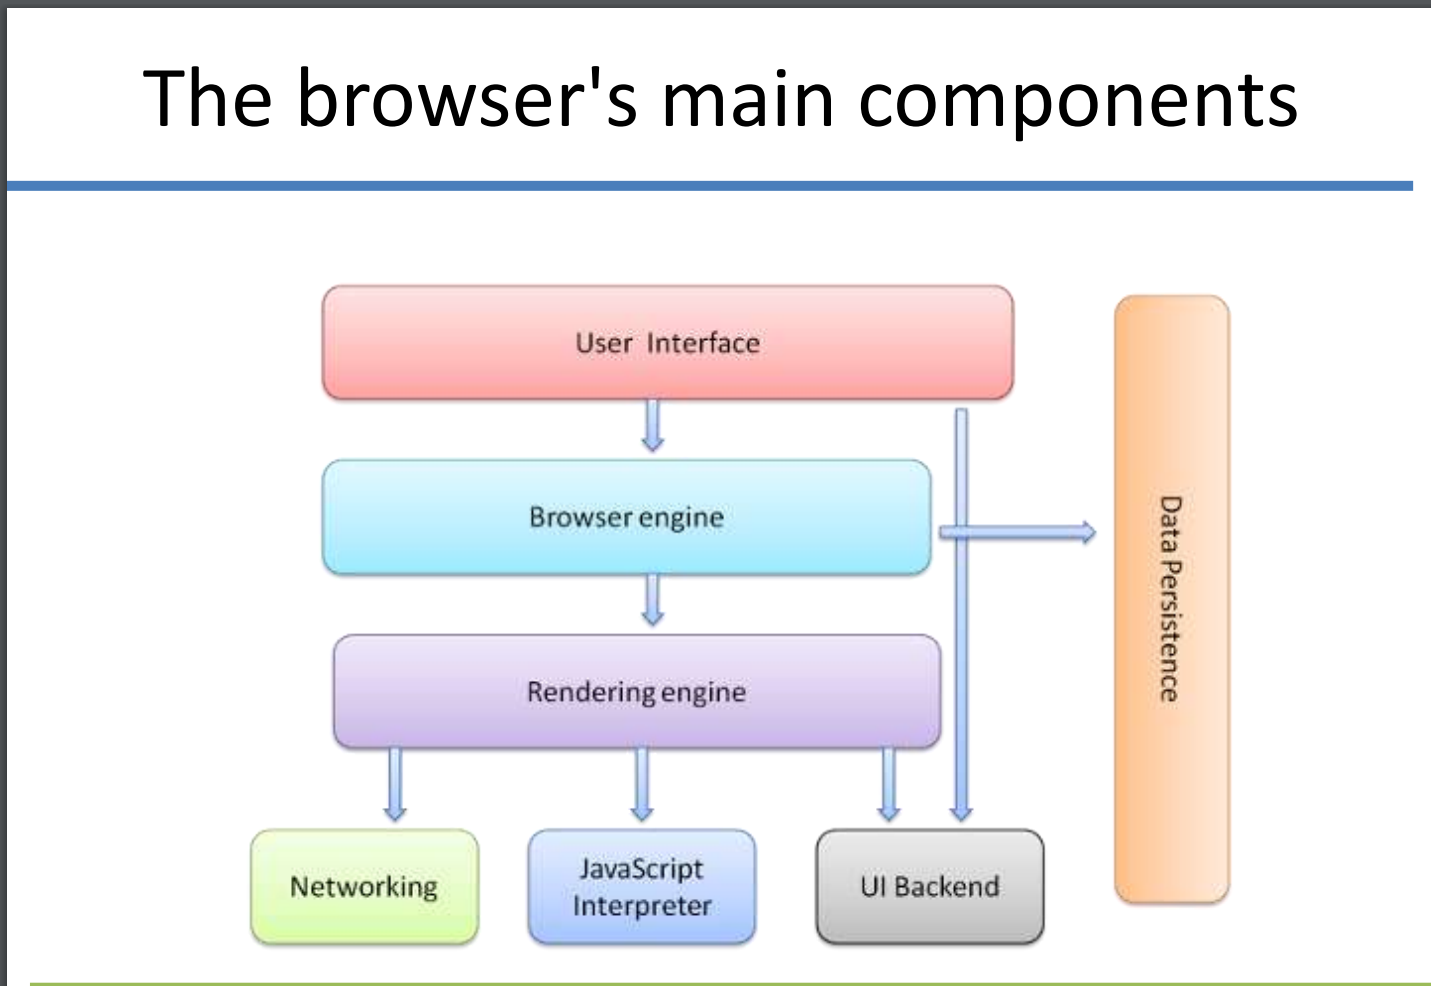 The browser's main components
User Interface
Browser engine
Rendering engine
Networking
JavaScript
Interpreter
UI Backend
Data Persistence